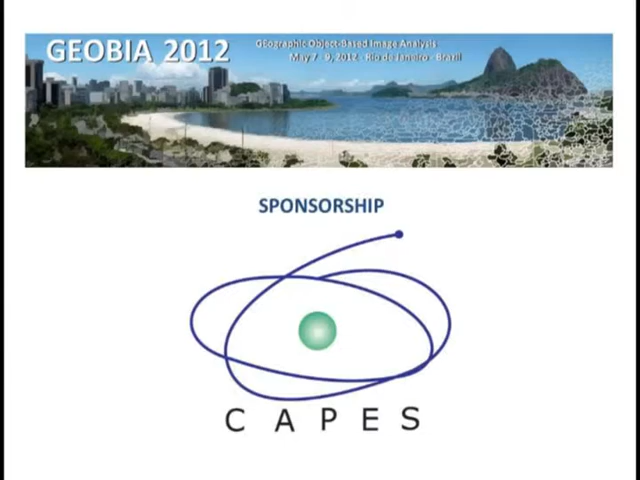 GEOBIA 2012
Geographic Object-Based Image Analysis
May 7 - 9, 2012 - Rio de Janeiro - Brazil
SPONSORSHIP
CAPES